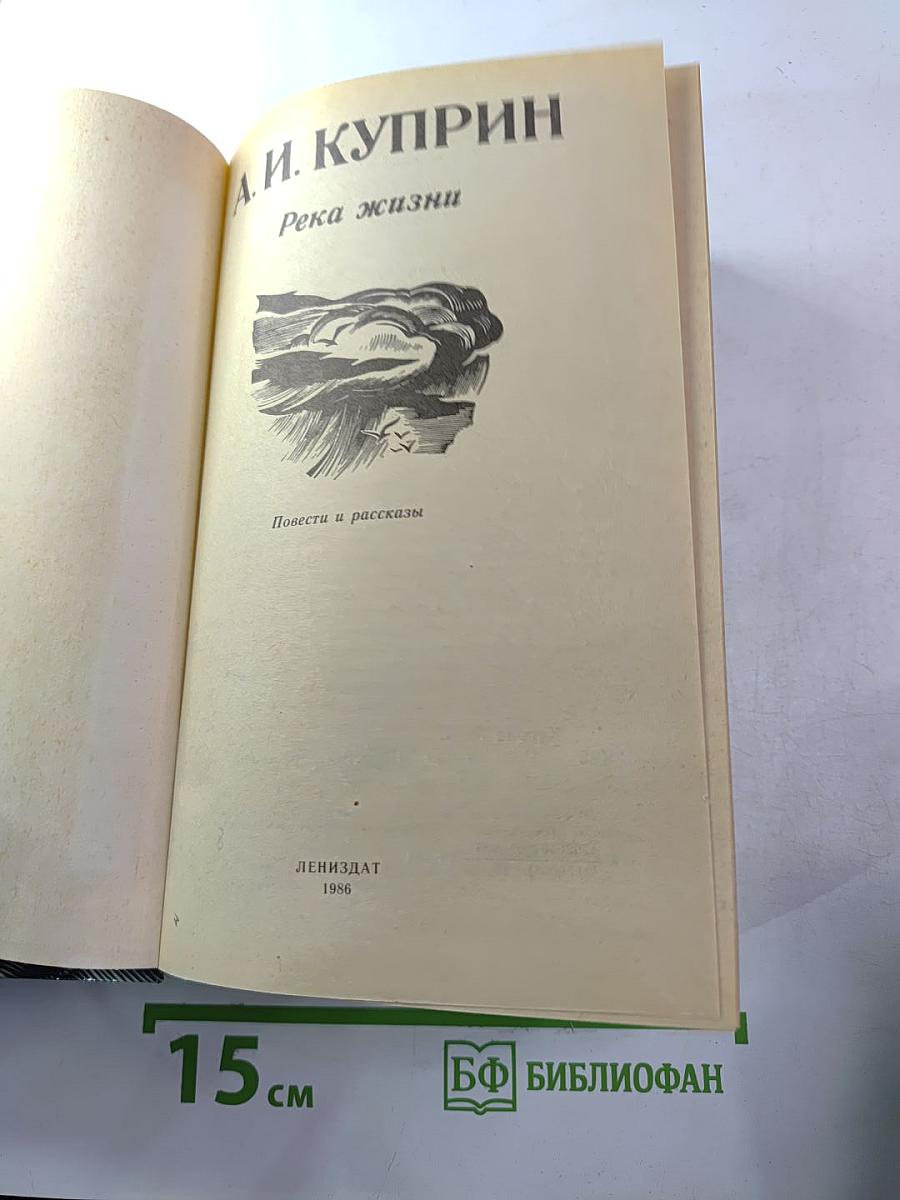 А. И. КУПРИН
Река жизни
Повести и рассказы
ЛЕНИЗДАТ
1986
15 см
БФ БИБЛИОФАН